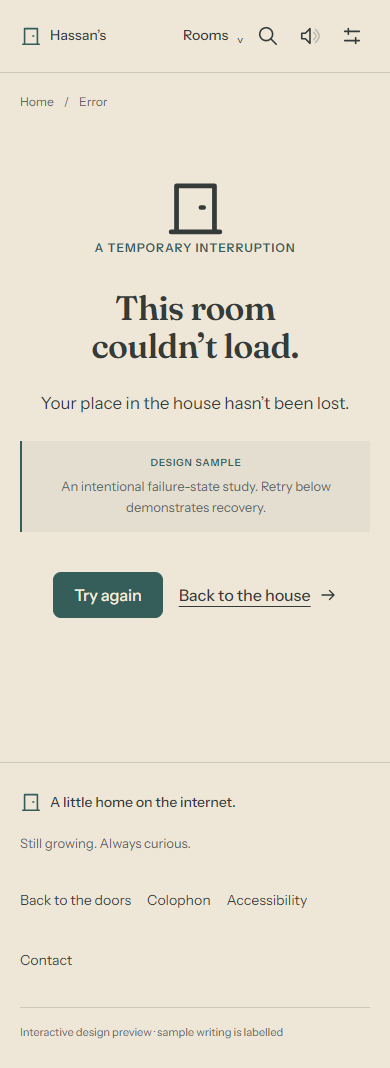 Hassan’s
Rooms v
Home / Error
A TEMPORARY INTERRUPTION
This room
couldn’t load.
Your place in the house hasn’t been lost.
DESIGN SAMPLE
An intentional failure-state study. Retry below
demonstrates recovery.
Try again
Back to the house →
A little home on the internet.
Still growing. Always curious.
Back to the doors Colophon Accessibility
Contact
Interactive design preview · sample writing is labelled